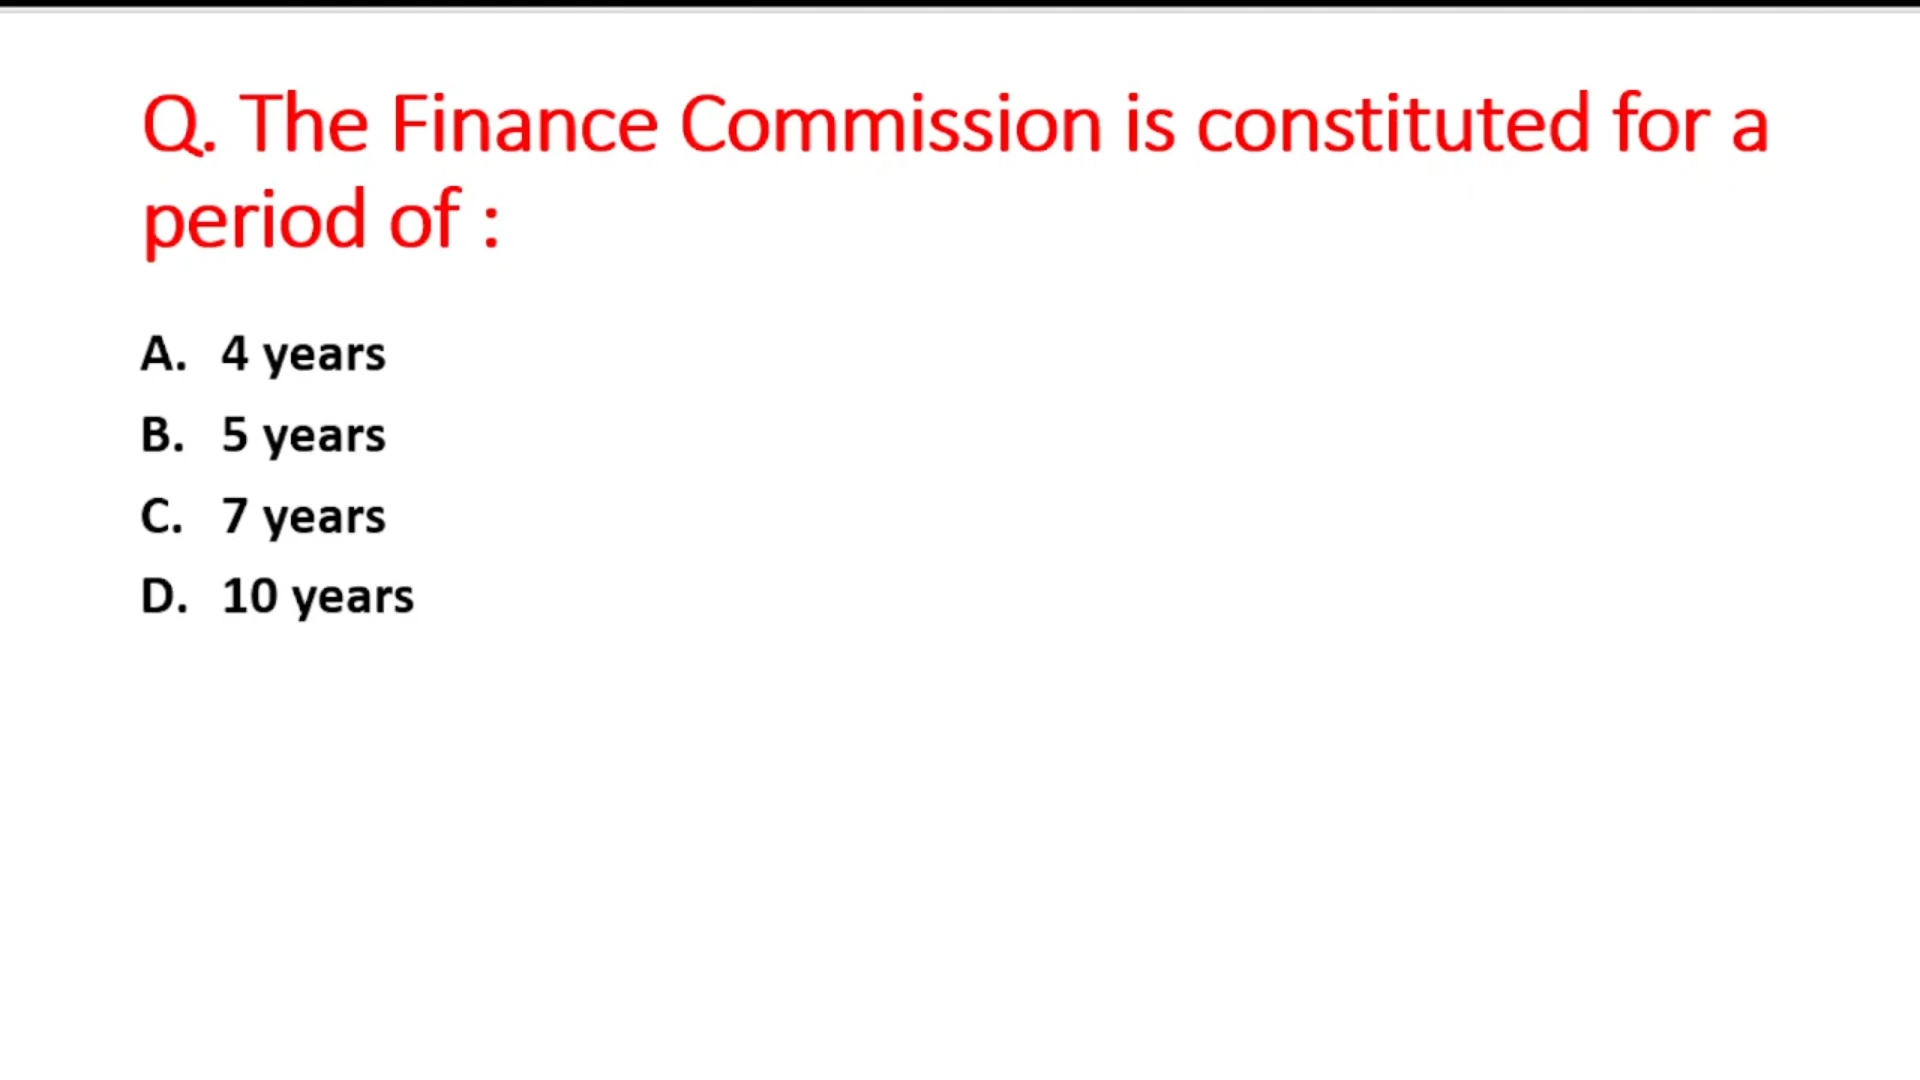 Q. The Finance Commission is constituted for a
period of :
A. 4 years
B. 5 years
C. 7 years
D. 10 years